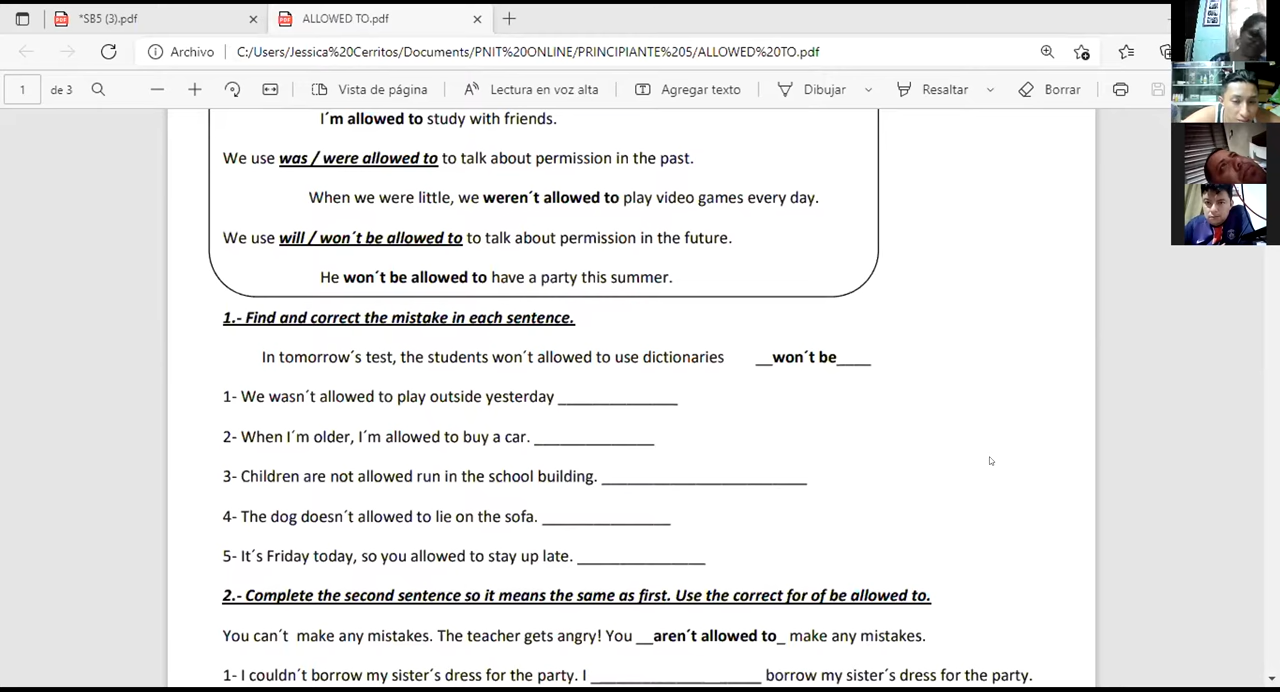 *SB5 (3).pdf
ALLOWED TO.pdf
Archivo C:/Users/Jessica%20Cerritos/Documents/PNIT%20ONLINE/PRINCIPIANTE%205/ALLOWED%20TO.pdf
1 de 3 Vista de página Lectura en voz alta Agregar texto Dibujar Resaltar Borrar
I´m allowed to study with friends.
We use was / were allowed to to talk about permission in the past.
When we were little, we weren´t allowed to play video games every day.
We use will / won´t be allowed to to talk about permission in the future.
He won´t be allowed to have a party this summer.
1.- Find and correct the mistake in each sentence.
In tomorrow´s test, the students won´t allowed to use dictionaries __won´t be____
1- We wasn´t allowed to play outside yesterday ______________
2- When I´m older, I´m allowed to buy a car. ______________
3- Children are not allowed run in the school building. ________________________
4- The dog doesn´t allowed to lie on the sofa. _______________
5- It´s Friday today, so you allowed to stay up late. _______________
2.- Complete the second sentence so it means the same as first. Use the correct for of be allowed to.
You can´t make any mistakes. The teacher gets angry! You __aren´t allowed to_ make any mistakes.
1- I couldn´t borrow my sister´s dress for the party. I ____________________ borrow my sister´s dress for the party.